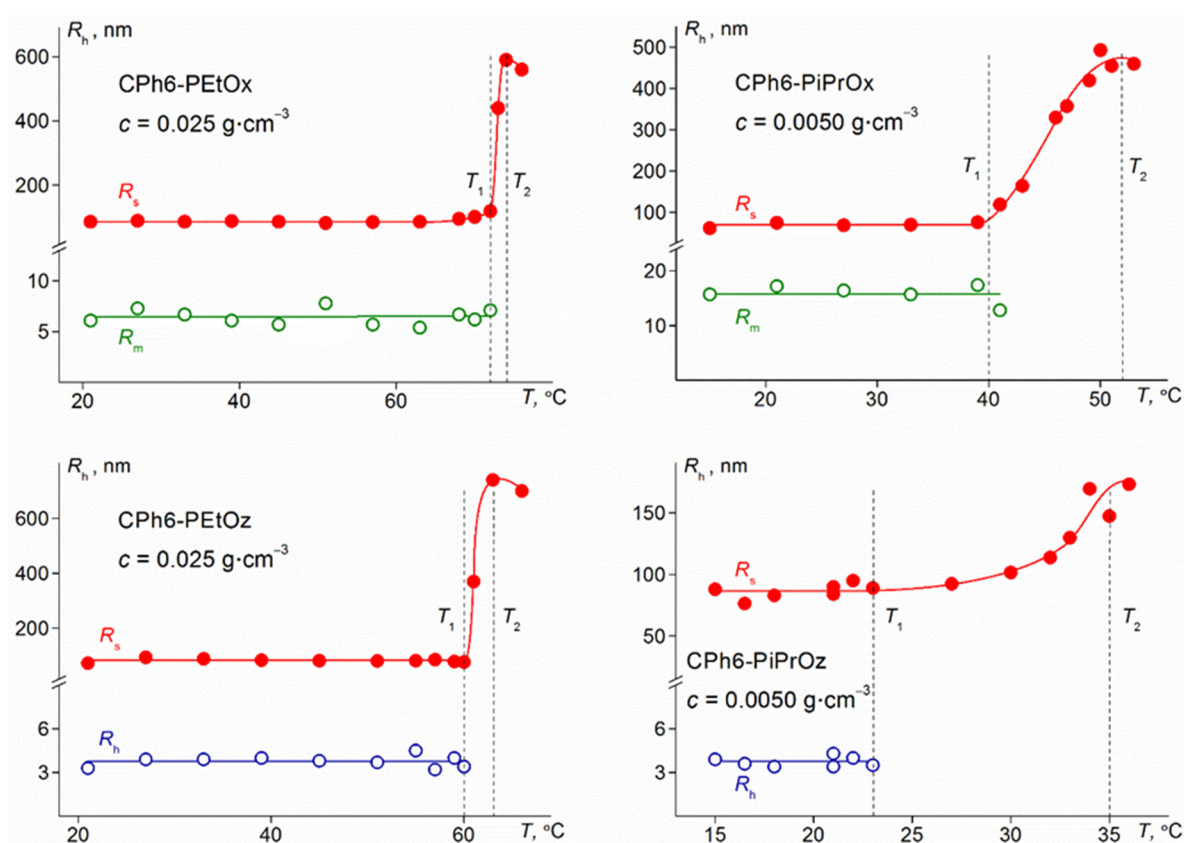 Rh, nm
600
400
200
10
5
CPh6-PEtOx
c = 0.025 g·cm−3
Rs
T1
T2
Rm
20
40
60
T, °C
Rh, nm
500
400
300
200
100
20
10
CPh6-PiPrOx
c = 0.0050 g·cm−3
T1
T2
Rs
Rm
20
30
40
50
T, °C
Rh, nm
600
400
200
6
3
CPh6-PEtOz
c = 0.025 g·cm−3
T1
T2
Rs
Rh
20
40
60
T, °C
Rh, nm
150
100
50
6
3
Rs
T1
T2
CPh6-PiPrOz
c = 0.0050 g·cm−3
Rh
15
20
25
30
35
T, °C